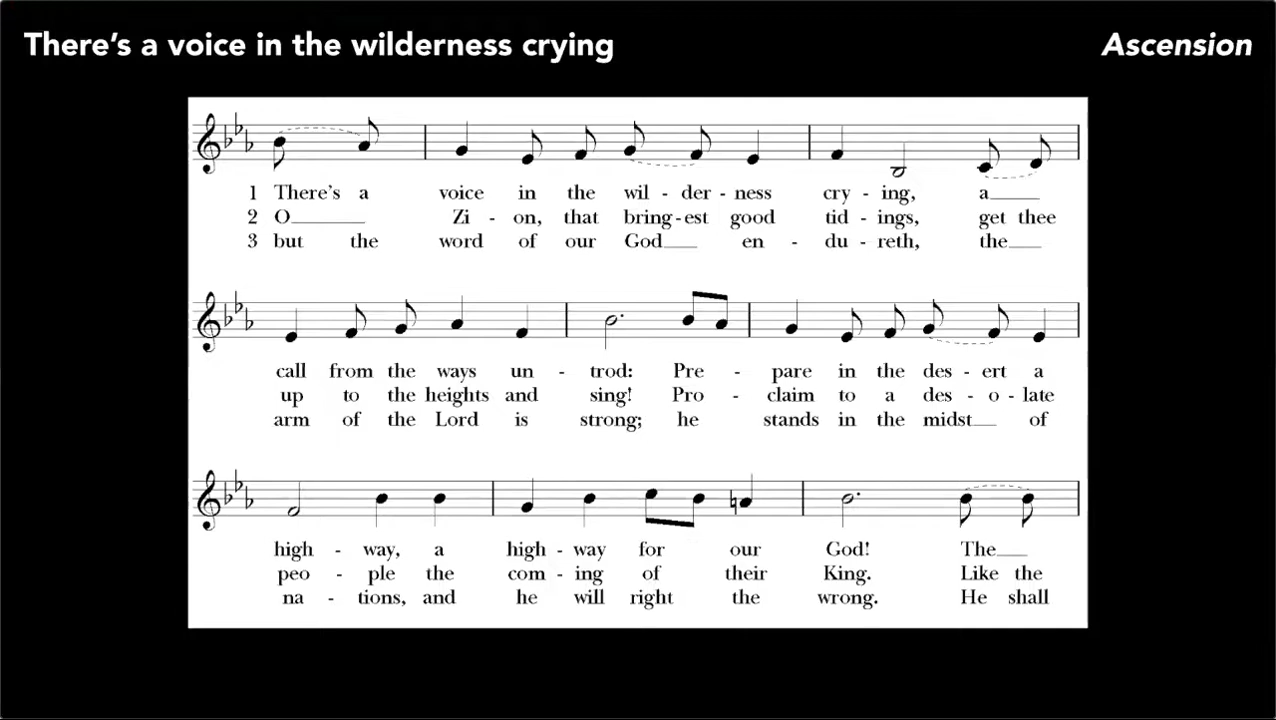 There's a voice in the wilderness crying
Ascension
1 There's a voice in the wil - der - ness cry - ing, a
2 O Zi - on, that bring - est good tid - ings, get thee
3 but the word of our God en - du - reth, the
call from the ways un - trod: Pre - pare in the des - ert a
up to the heights and sing! Pro - claim to a des - o - late
arm of the Lord is strong; he stands in the midst of
high - way, a high - way for our God! The
peo - ple the com - ing of their King. Like the
na - tions, and he will right the wrong. He shall